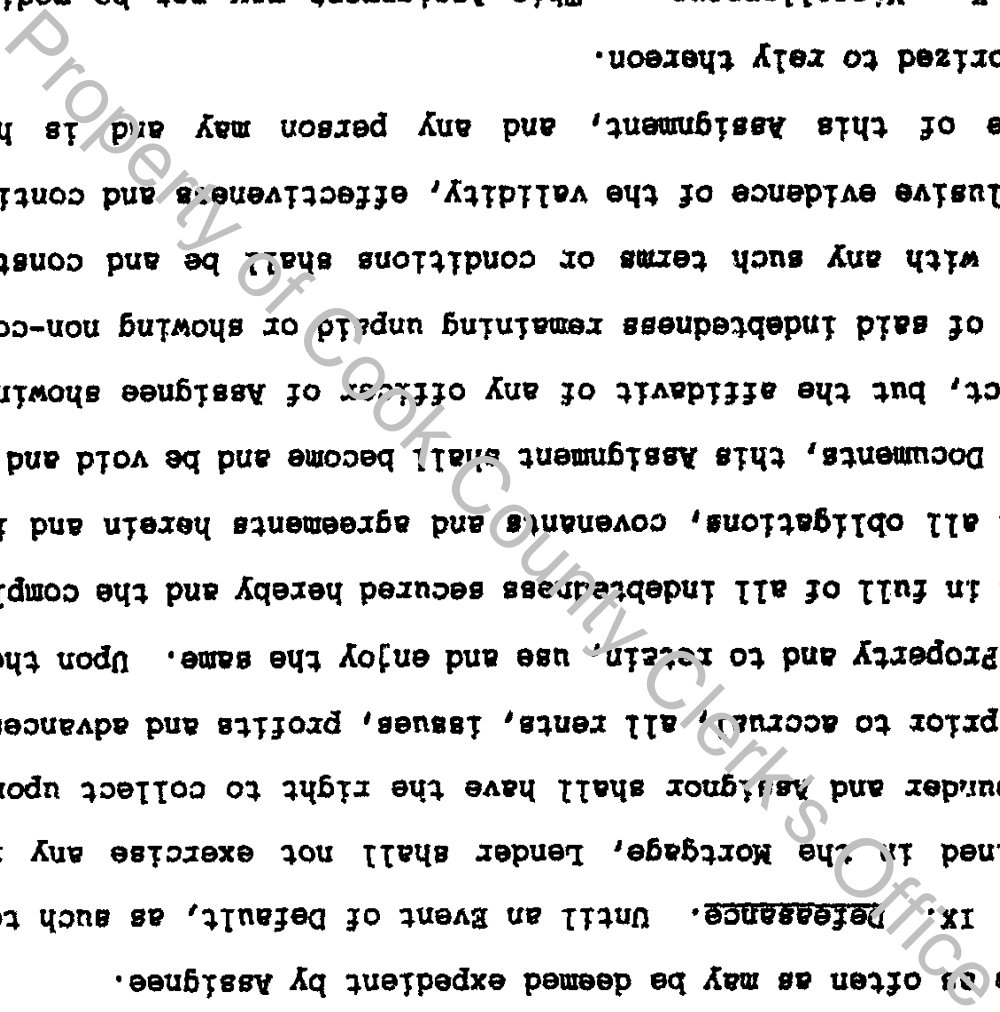 as often as may be deemed expedient by Assignee.
IX. Defeasance. Until an Event of Default, as such te
ined in the Mortgage, Lender shall not exercise any
under and Assignor shall have the right to collect upon
prior to accrual, all rents, issues, profits and advances
Property and to retain, use and enjoy the same. Upon the
in full of all indebtedness secured hereby and the compl
all obligations, covenants and agreements herein and i
Documents, this Assignment shall become and be void and
ct, but the affidavit of any officer of Assignee showin
of said indebtedness remaining unpaid or showing non-co
with any such terms or conditions shall be and const
lusive evidence of the validity, effectiveness and conti
e of this Assignment, and any person may and is h
orized to rely thereon.
Miscellaneous. This Assignment may not be modi
Property of Cook County Clerk's Office